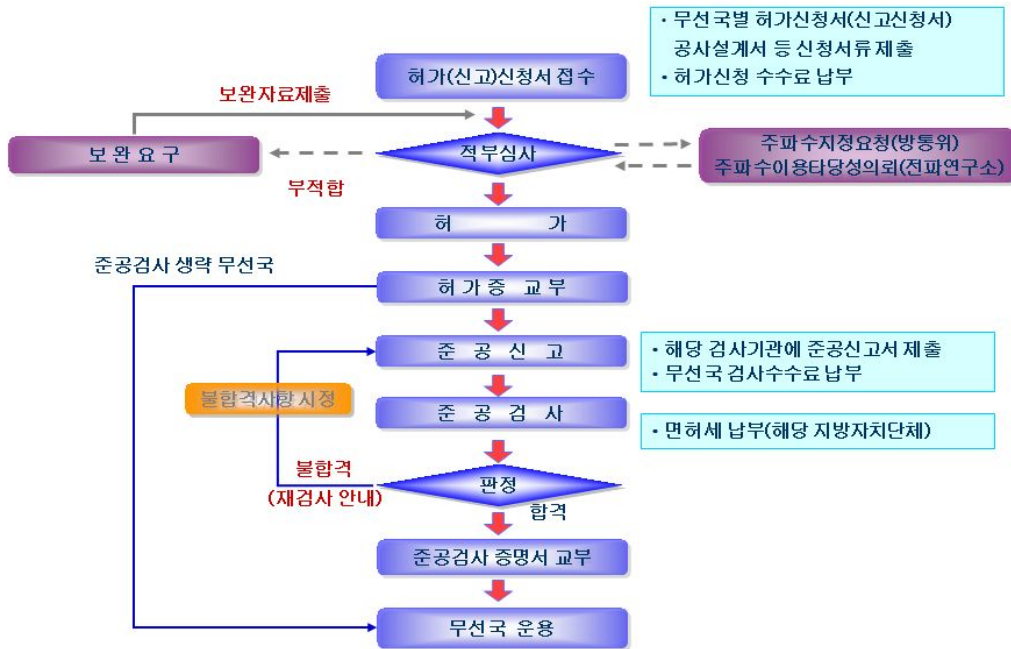 • 무선국별 허가신청서(신고신청서)
공사설계서 등 신청서류 제출
• 허가신청 수수료 납부
허가(신고)신청서 접수
보완자료제출
보 완 요 구
적부심사
주파수지정요청(방통위)
주파수이용타당성의뢰(전파연구소)
부적합
허 가
준공검사 생략 무선국
허 가 증 교 부
준 공 신 고
• 해당 검사기관에 준공신고서 제출
• 무선국 검사수수료 납부
불합격사항 시정
준 공 검 사
• 면허세 납부(해당 지방자치단체)
불합격
(재검사 안내)
판정
합격
준공검사 증명서 교부
무선국 운용